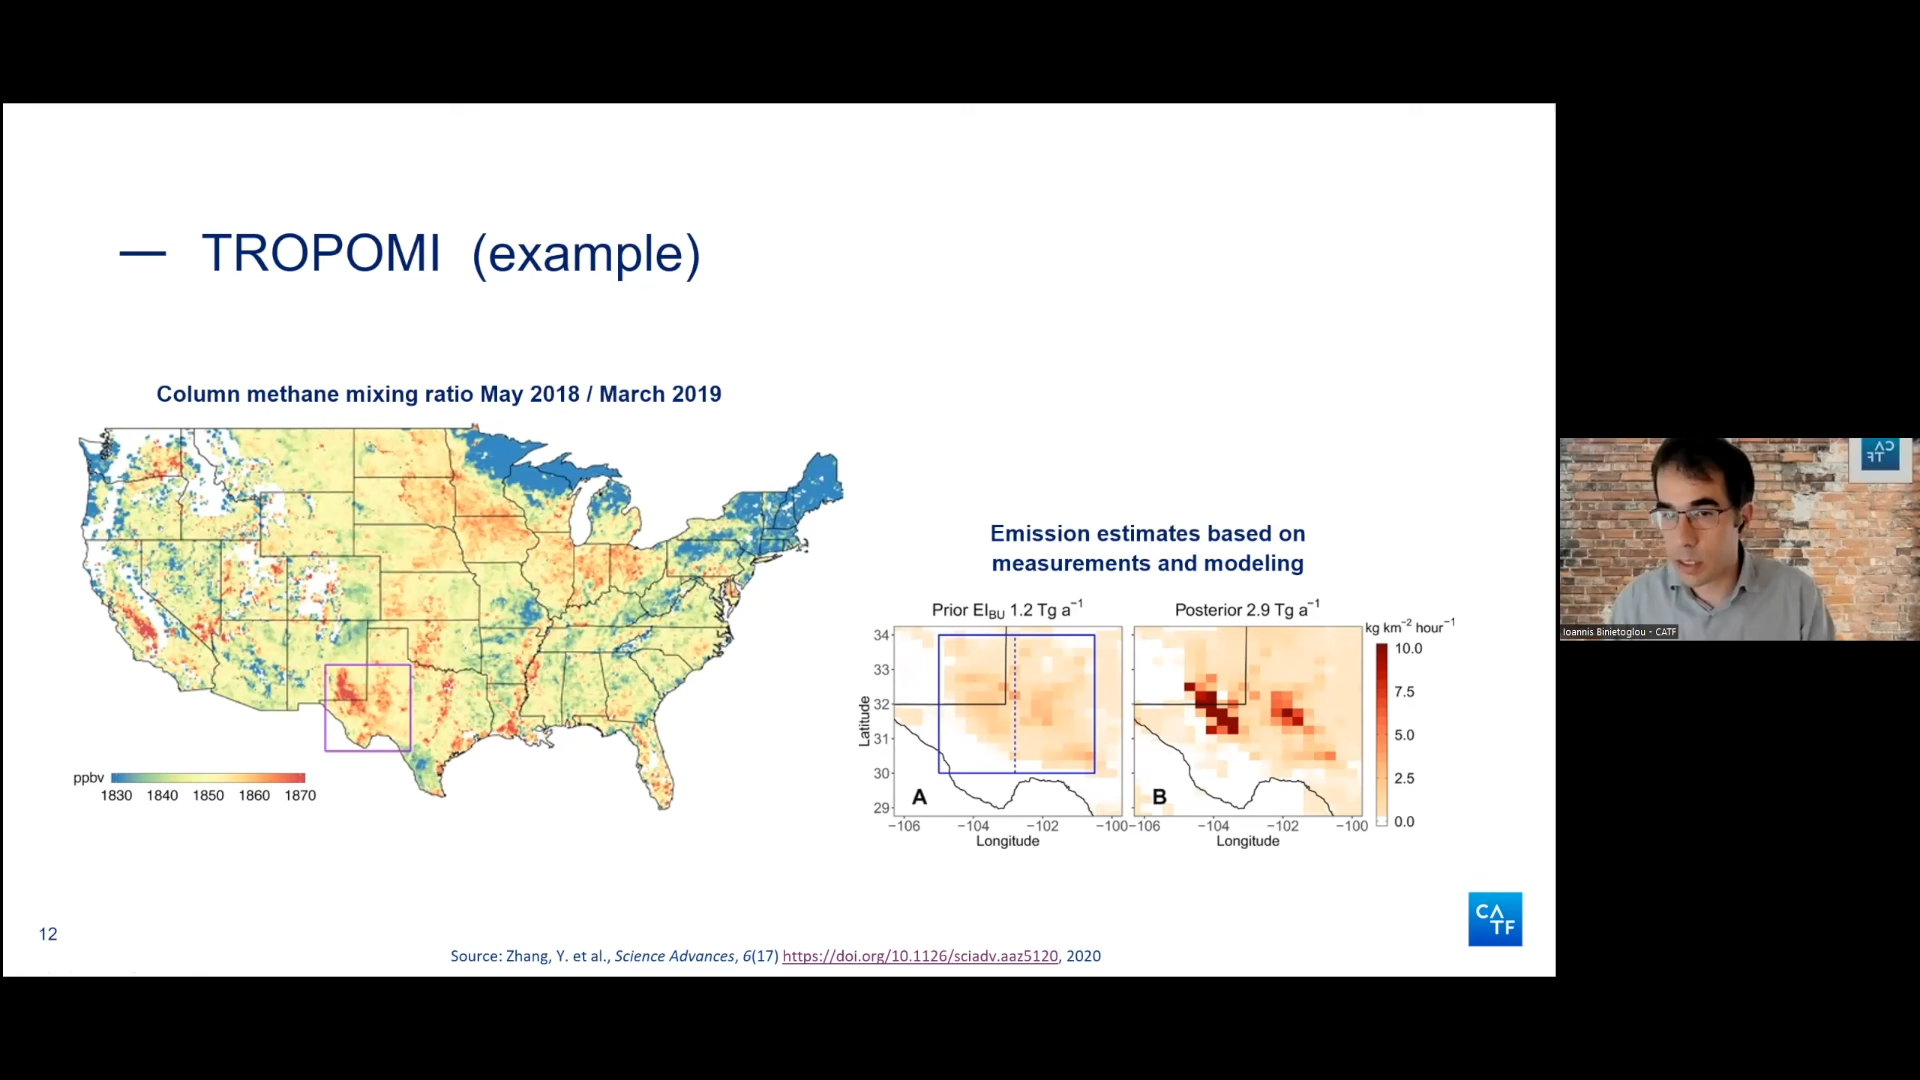 — TROPOMI (example)
Column methane mixing ratio May 2018 / March 2019
ppbv
1830 1840 1850 1860 1870
Emission estimates based on
measurements and modeling
Prior EI_BU 1.2 Tg a⁻¹
Posterior 2.9 Tg a⁻¹
kg km⁻² hour⁻¹
10.0
7.5
5.0
2.5
0.0
Latitude
34
33
32
31
30
29
A
B
−106 −104 −102 −100
−106 −104 −102 −100
Longitude
Longitude
12
Source: Zhang, Y. et al., Science Advances, 6(17) https://doi.org/10.1126/sciadv.aaz5120, 2020
CATF
CATF
Ioannis Binietoglou - CATF